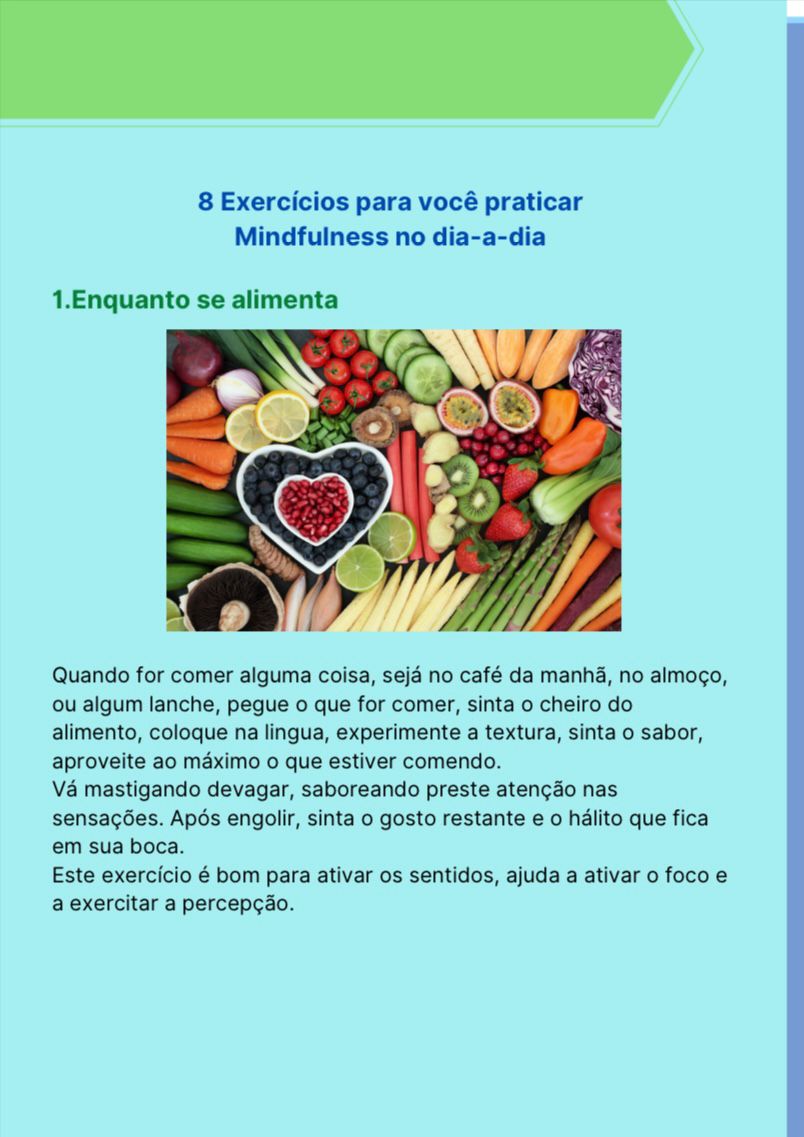 8 Exercícios para você praticar
Mindfulness no dia-a-dia
1.Enquanto se alimenta
Quando for comer alguma coisa, sejá no café da manhã, no almoço,
ou algum lanche, pegue o que for comer, sinta o cheiro do
alimento, coloque na lingua, experimente a textura, sinta o sabor,
aproveite ao máximo o que estiver comendo.
Vá mastigando devagar, saboreando preste atenção nas
sensações. Após engolir, sinta o gosto restante e o hálito que fica
em sua boca.
Este exercício é bom para ativar os sentidos, ajuda a ativar o foco e
a exercitar a percepção.